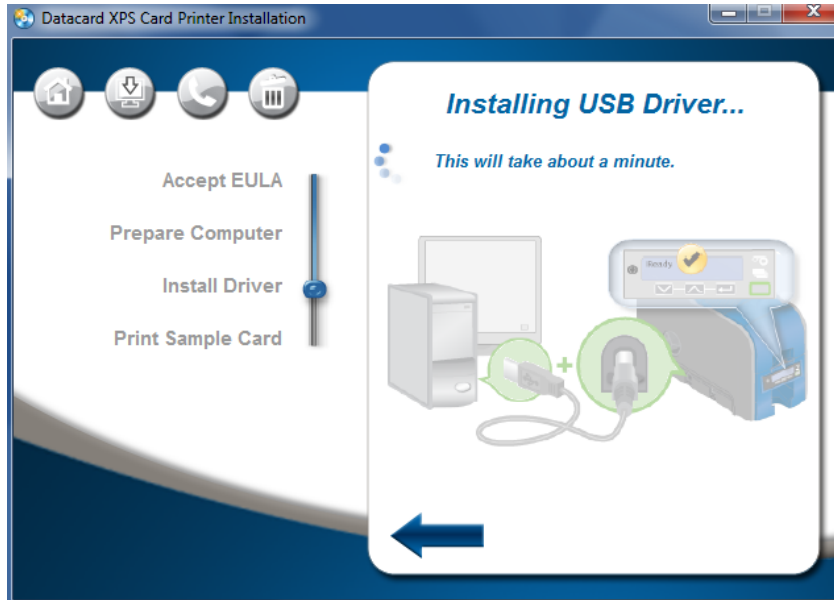 Datacard XPS Card Printer Installation
Installing USB Driver...
This will take about a minute.
Accept EULA
Prepare Computer
Install Driver
Print Sample Card
Ready